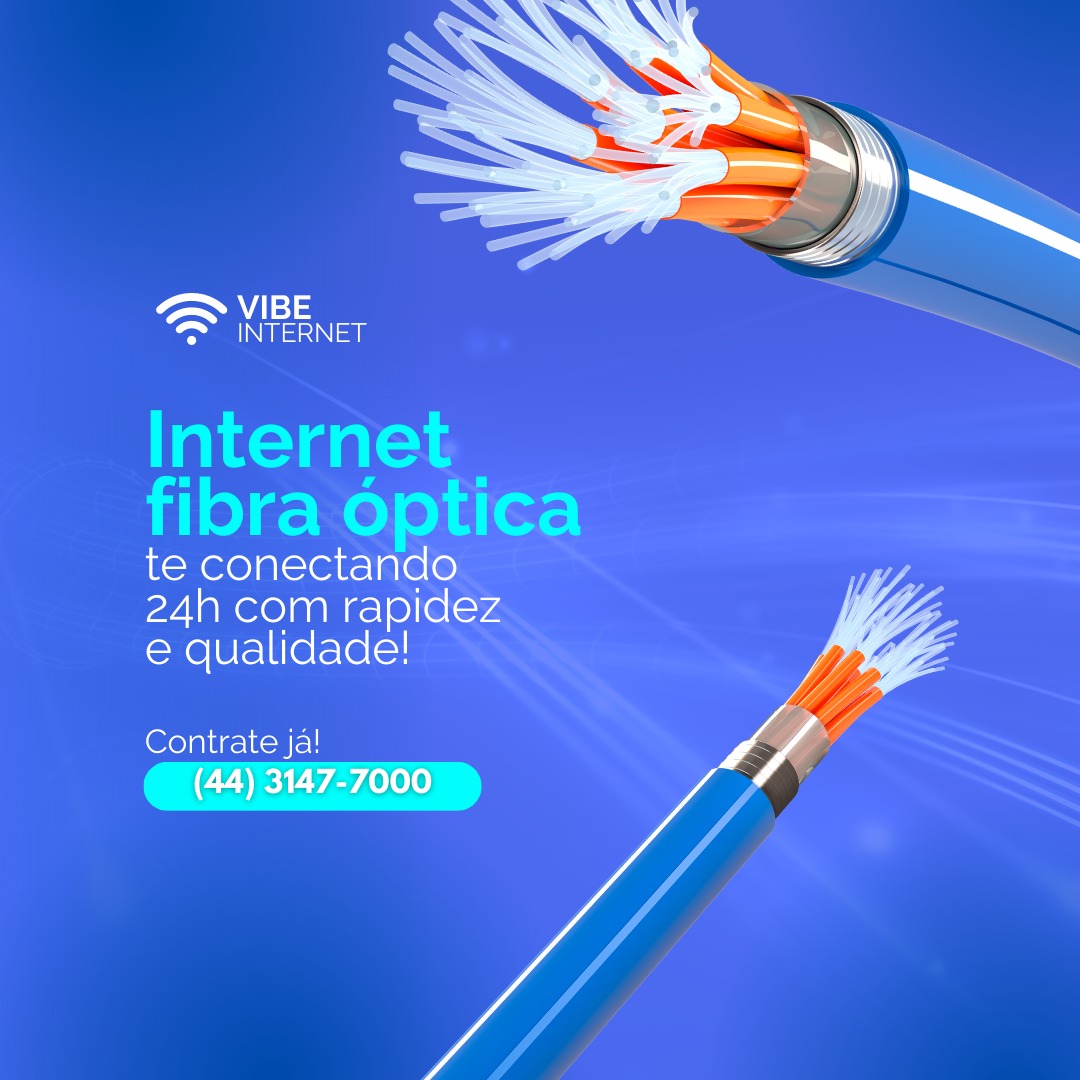 VIBE
INTERNET
Internet
fibra óptica
te conectando
24h com rapidez
e qualidade!
Contrate já!
(44) 3147-7000